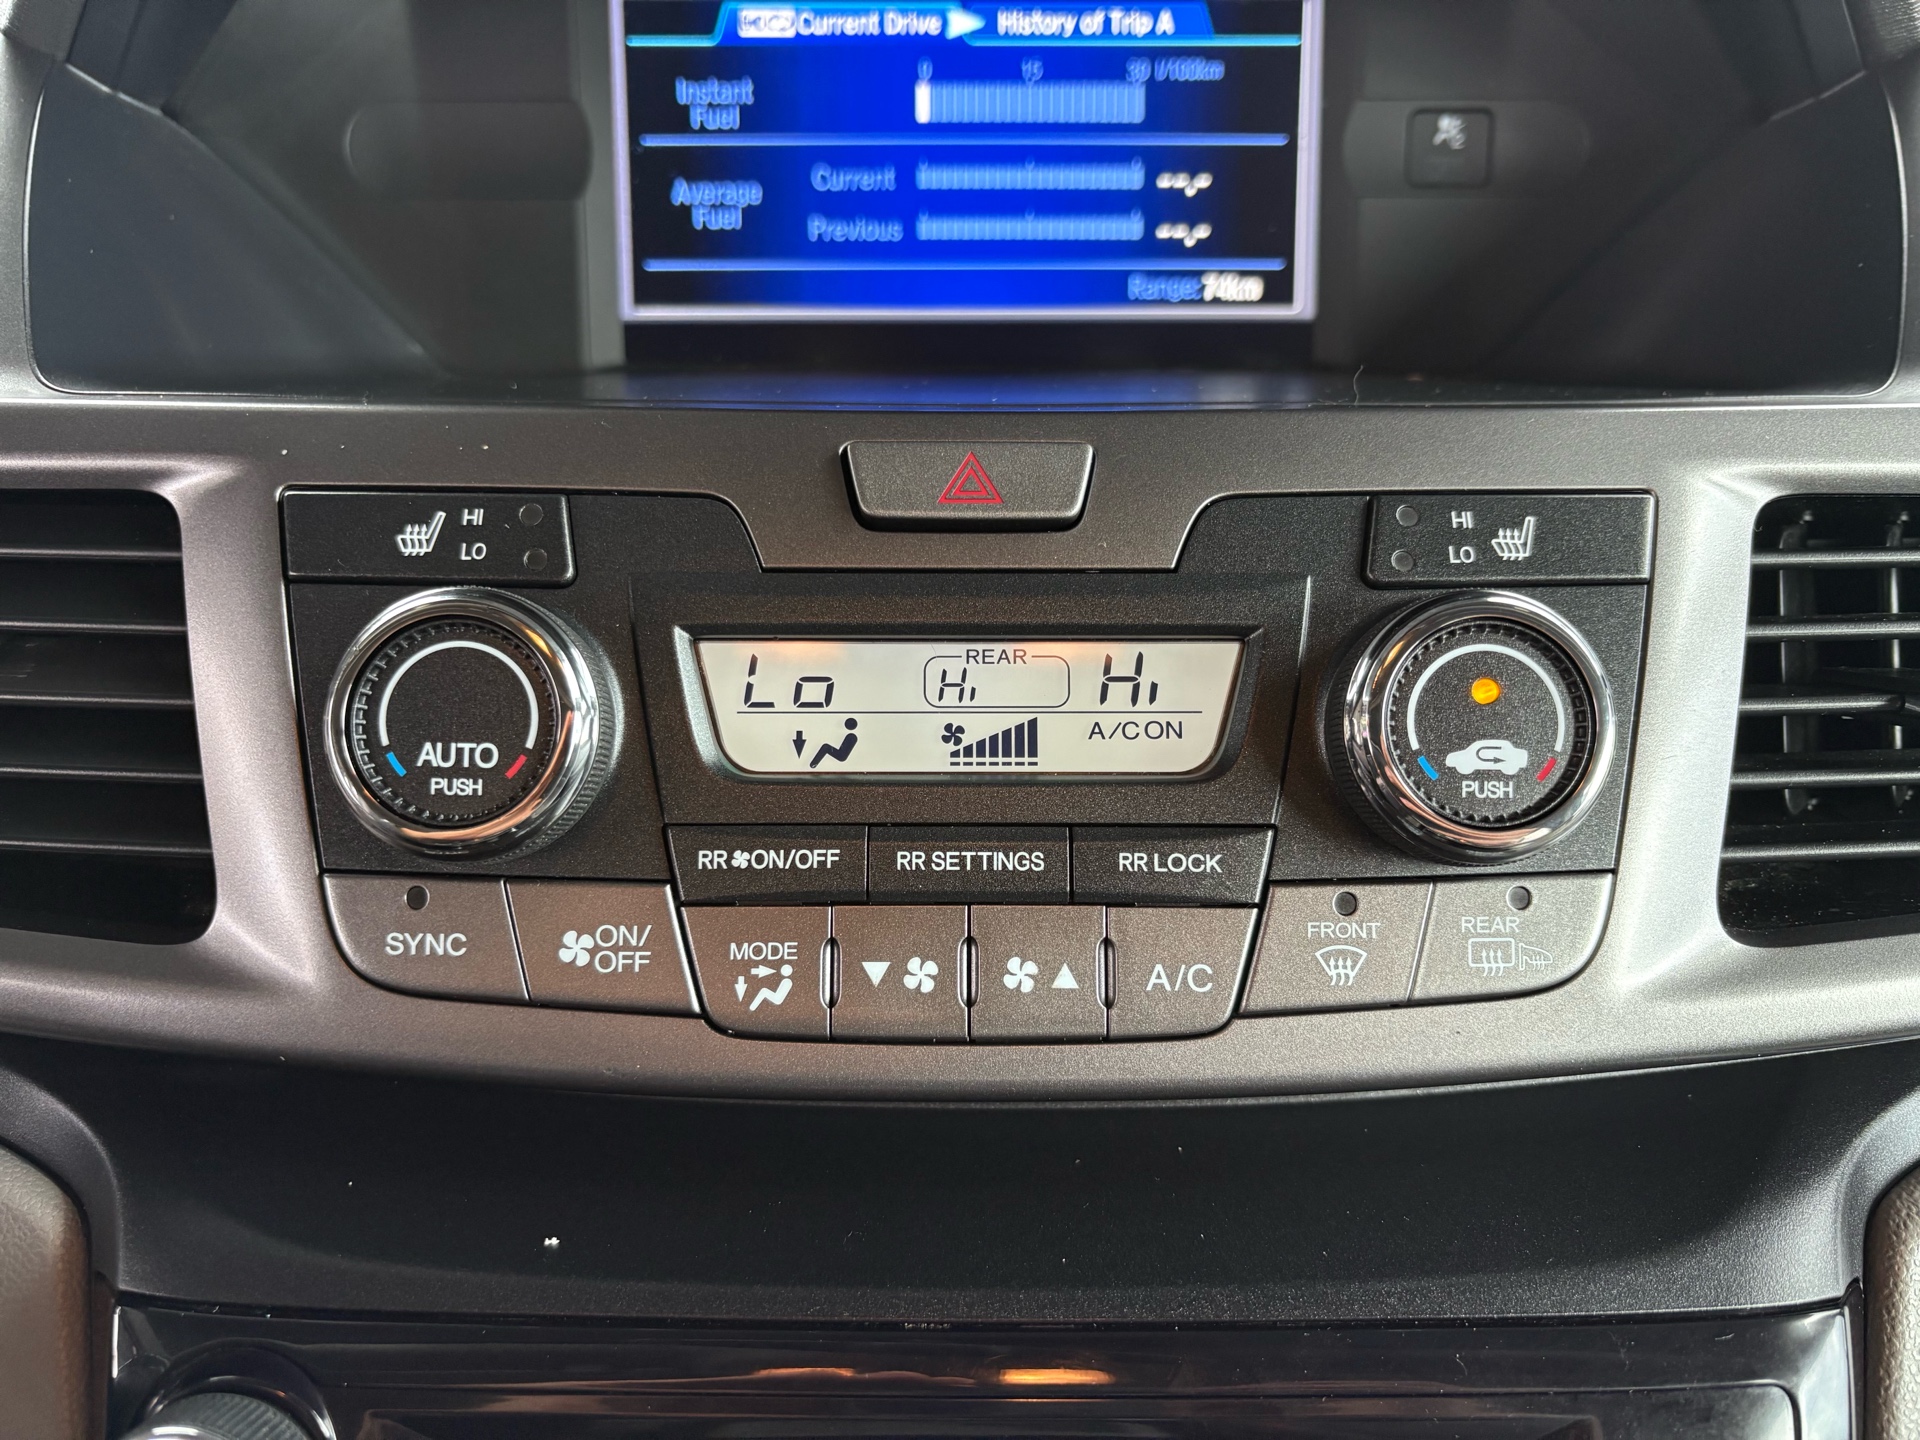 Current Drive History of Trip A
0 15 30 l/100km
Instant
Fuel
Average
Fuel
Current --.-
Previous --.-
Range: 74km
HI
LO
HI
LO
Lo
REAR
Hi
Hi
A/C ON
AUTO
PUSH
PUSH
RR ON/OFF
RR SETTINGS
RR LOCK
SYNC
ON/
OFF
MODE
A/C
FRONT
REAR